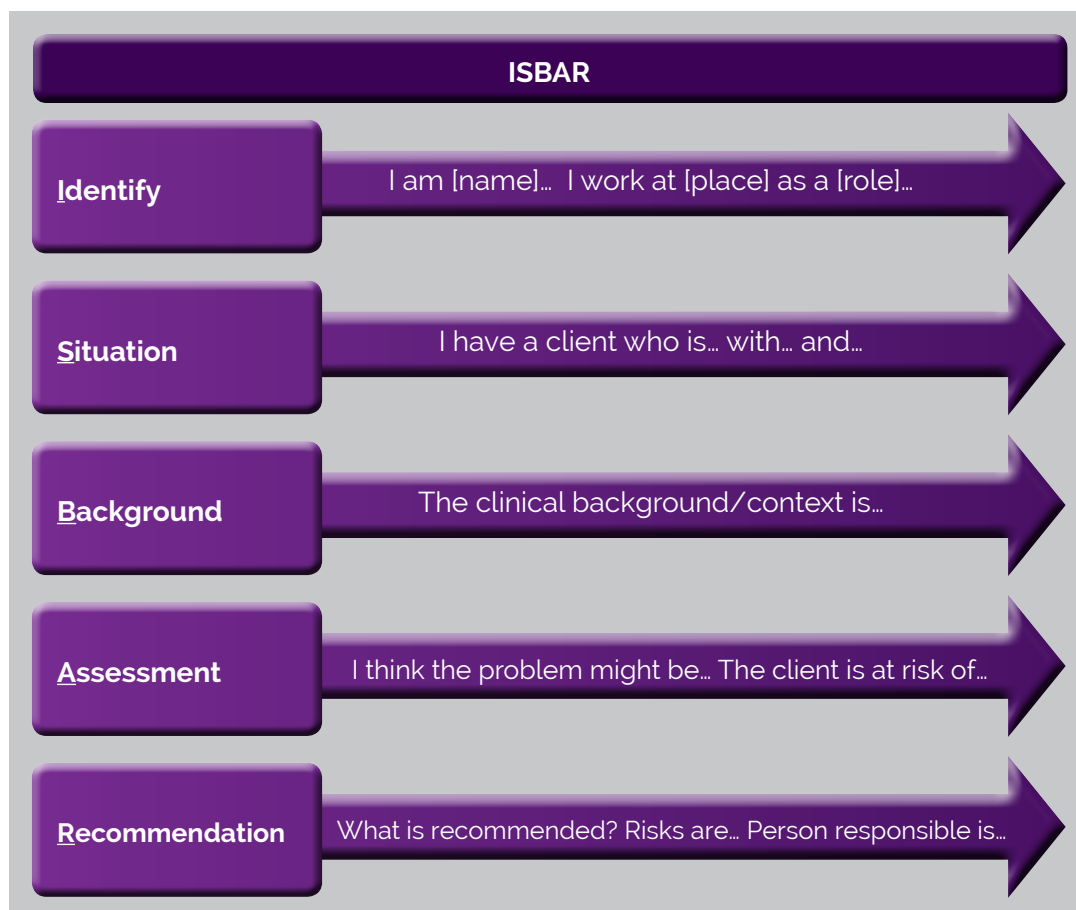 ISBAR
Identify
I am [name]… I work at [place] as a [role]…
Situation
I have a client who is… with… and…
Background
The clinical background/context is…
Assessment
I think the problem might be… The client is at risk of…
Recommendation
What is recommended? Risks are… Person responsible is…